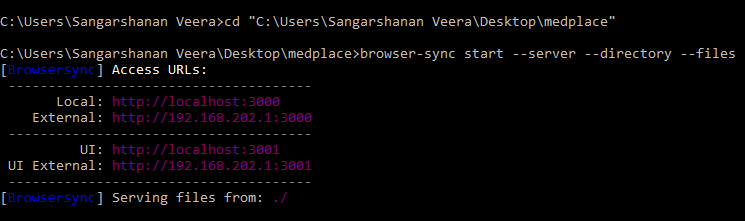 C:\Users\Sangarshanan Veera>cd "C:\Users\Sangarshanan Veera\Desktop\medplace"
C:\Users\Sangarshanan Veera\Desktop\medplace>browser-sync start --server --directory --files
[Browsersync] Access URLs:
--------------------------------------
Local: http://localhost:3000
External: http://192.168.202.1:3000
--------------------------------------
UI: http://localhost:3001
UI External: http://192.168.202.1:3001
--------------------------------------
[Browsersync] Serving files from: ./